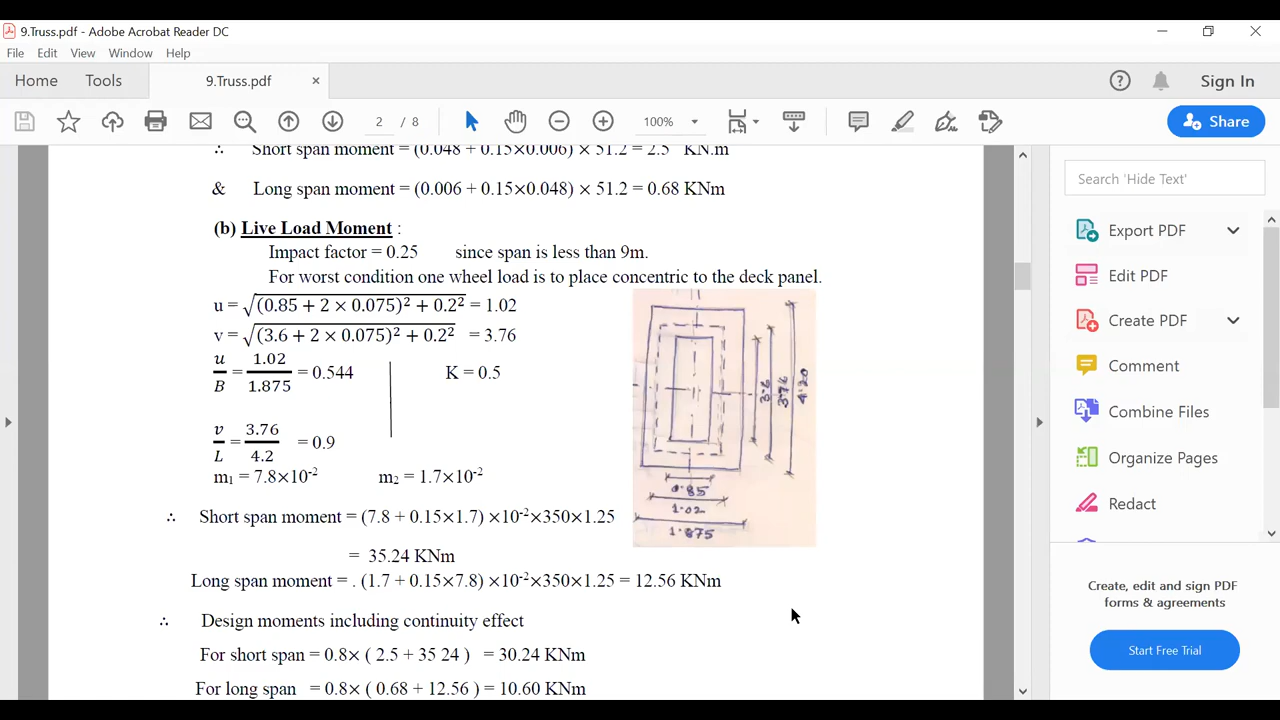 9.Truss.pdf - Adobe Acrobat Reader DC
File Edit View Window Help
Home Tools 9.Truss.pdf × Sign In
2 / 8 100% Share
∴ Short span moment = (0.048 + 0.15×0.006) × 51.2 = 2.5 KN.m
& Long span moment = (0.006 + 0.15×0.048) × 51.2 = 0.68 KNm
(b) Live Load Moment :
Impact factor = 0.25 since span is less than 9m.
For worst condition one wheel load is to place concentric to the deck panel.
u = √(0.85 + 2 × 0.075)² + 0.2² = 1.02
v = √(3.6 + 2 × 0.075)² + 0.2² = 3.76
u/B = 1.02/1.875 = 0.544 K = 0.5
v/L = 3.76/4.2 = 0.9
m₁ = 7.8×10⁻² m₂ = 1.7×10⁻²
3.6
3.76
4.20
0.85
1.02
1.875
∴ Short span moment = (7.8 + 0.15×1.7) ×10⁻²×350×1.25
= 35.24 KNm
Long span moment = . (1.7 + 0.15×7.8) ×10⁻²×350×1.25 = 12.56 KNm
∴ Design moments including continuity effect
For short span = 0.8× ( 2.5 + 35 24 ) = 30.24 KNm
For long span = 0.8× ( 0.68 + 12.56 ) = 10.60 KNm
Search 'Hide Text'
Export PDF
Edit PDF
Create PDF
Comment
Combine Files
Organize Pages
Redact
Create, edit and sign PDF
forms & agreements
Start Free Trial